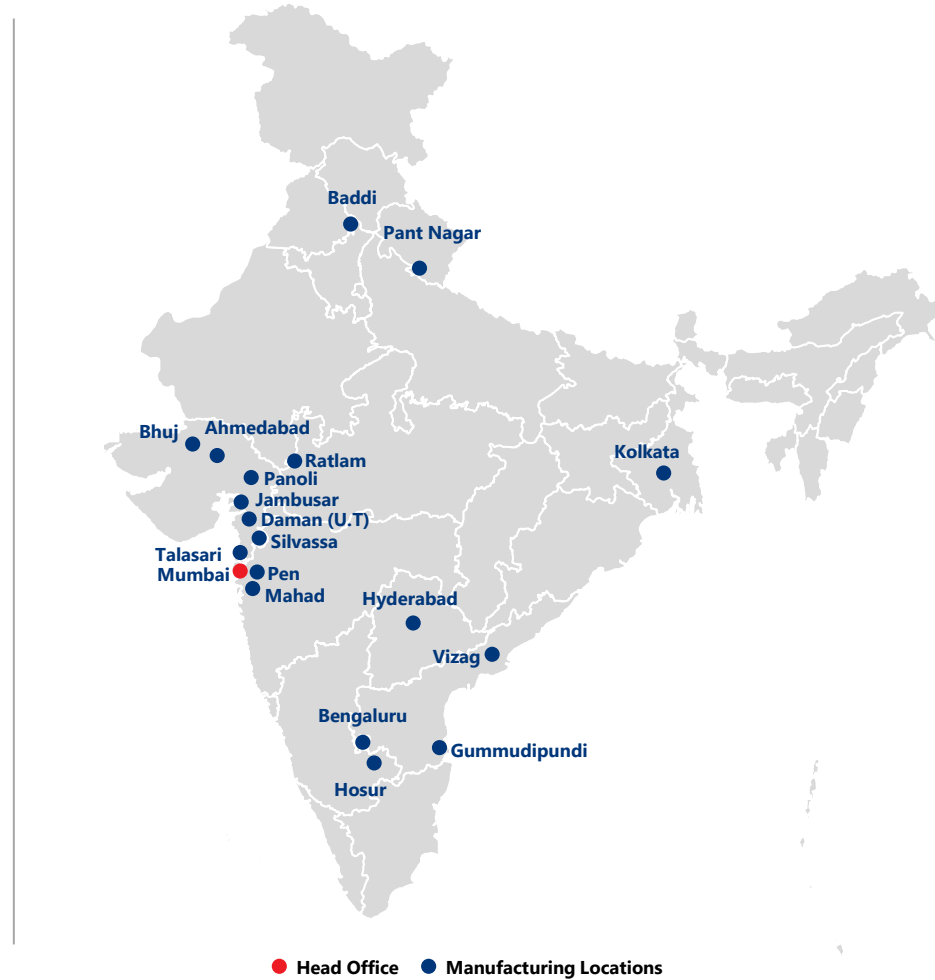 Baddi
Pant Nagar
Bhuj
Ahmedabad
Ratlam
Kolkata
Panoli
Jambusar
Daman (U.T)
Silvassa
Talasari
Mumbai
Pen
Mahad
Hyderabad
Vizag
Bengaluru
Gummudipundi
Hosur
Head Office
Manufacturing Locations